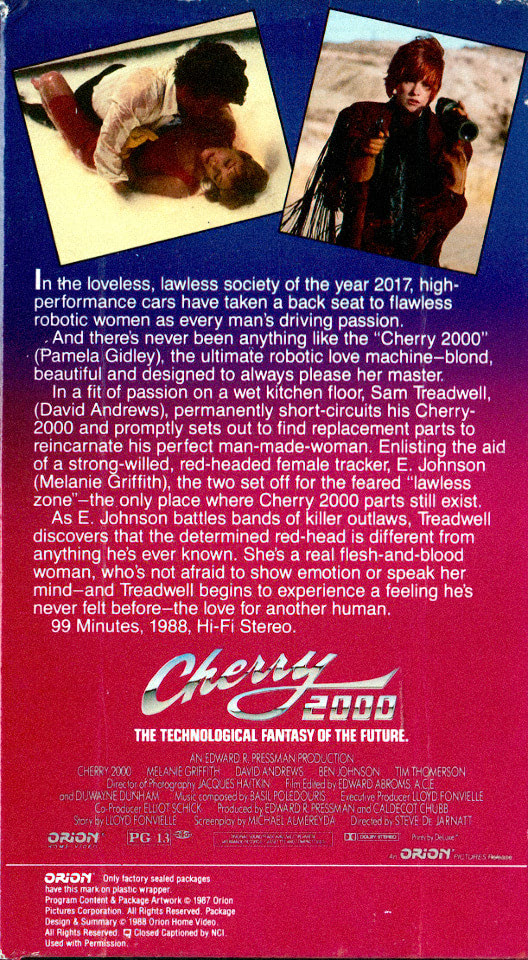 In the loveless, lawless society of the year 2017, high-
performance cars have taken a back seat to flawless
robotic women as every man's driving passion.
And there's never been anything like the "Cherry 2000"
(Pamela Gidley), the ultimate robotic love machine—blond,
beautiful and designed to always please her master.
In a fit of passion on a wet kitchen floor, Sam Treadwell,
(David Andrews), permanently short-circuits his Cherry-
2000 and promptly sets out to find replacement parts to
reincarnate his perfect man-made-woman. Enlisting the aid
of a strong-willed, red-headed female tracker, E. Johnson
(Melanie Griffith), the two set off for the feared "lawless
zone"—the only place where Cherry 2000 parts still exist.
As E. Johnson battles bands of killer outlaws, Treadwell
discovers that the determined red-head is different from
anything he's ever known. She's a real flesh-and-blood
woman, who's not afraid to show emotion or speak her
mind—and Treadwell begins to experience a feeling he's
never felt before—the love for another human.
99 Minutes, 1988, Hi-Fi Stereo.
Cherry
2000
THE TECHNOLOGICAL FANTASY OF THE FUTURE.
AN EDWARD R. PRESSMAN PRODUCTION
CHERRY 2000 MELANIE GRIFFITH DAVID ANDREWS BEN JOHNSON TIM THOMERSON
Director of Photography JACQUES HAITKIN Film Edited by EDWARD ABROMS, A.C.E.
and DUWAYNE DUNHAM Music composed by BASIL POLEDOURIS Executive Producer LLOYD FONVIELLE
Co-Producer ELLIOT SCHICK Produced by EDWARD R. PRESSMAN and CALDECOT CHUBB
Story by LLOYD FONVIELLE Screenplay by MICHAEL ALMEREYDA Directed by STEVE DE JARNATT
ORION HOME VIDEO PG-13 DOLBY STEREO Prints by DeLuxe
An ORION PICTURES Release
ORION Only factory sealed packages
have this mark on plastic wrapper.
Program Content & Package Artwork © 1987 Orion
Pictures Corporation. All Rights Reserved. Package
Design & Summary © 1988 Orion Home Video.
All Rights Reserved. Closed Captioned by NCI.
Used with Permission.